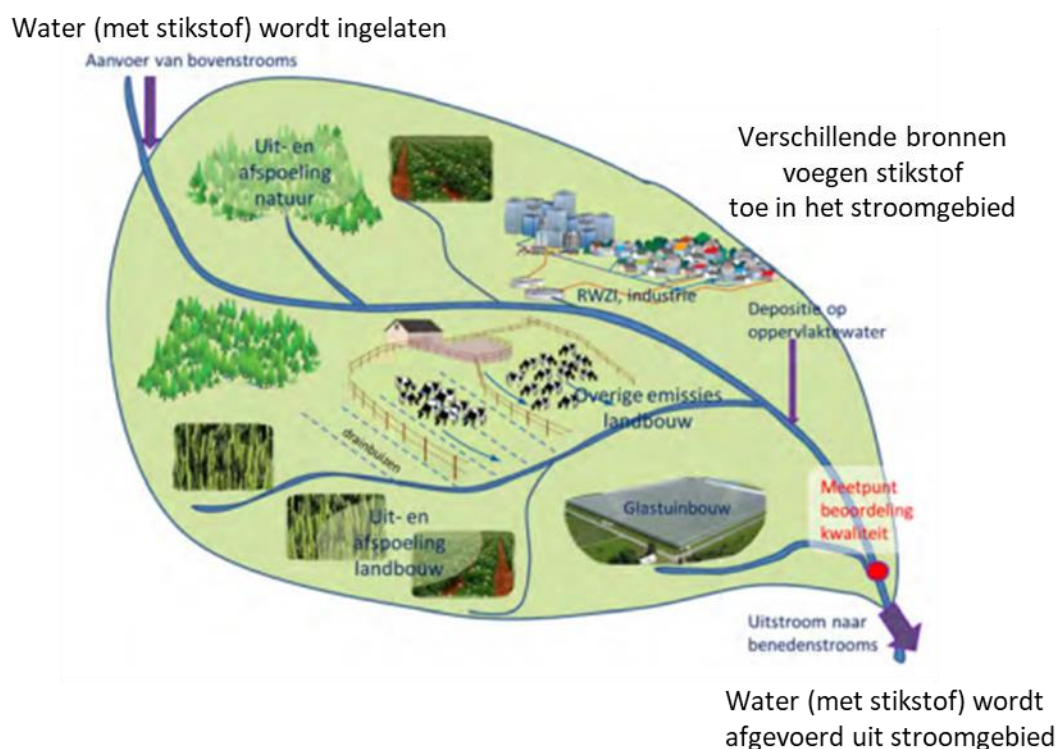 Water (met stikstof) wordt ingelaten
Aanvoer van bovenstrooms
Uit- en
afspoeling
natuur
Verschillende bronnen
voegen stikstof
toe in het stroomgebied
RWZI, industrie
Depositie op
oppervlaktewater
Overige emissies
landbouw
drainbuizen
Uit- en
afspoeling
landbouw
Glastuinbouw
Meetpunt
beoordeling
kwaliteit
Uitstroom naar
benedenstrooms
Water (met stikstof) wordt
afgevoerd uit stroomgebied